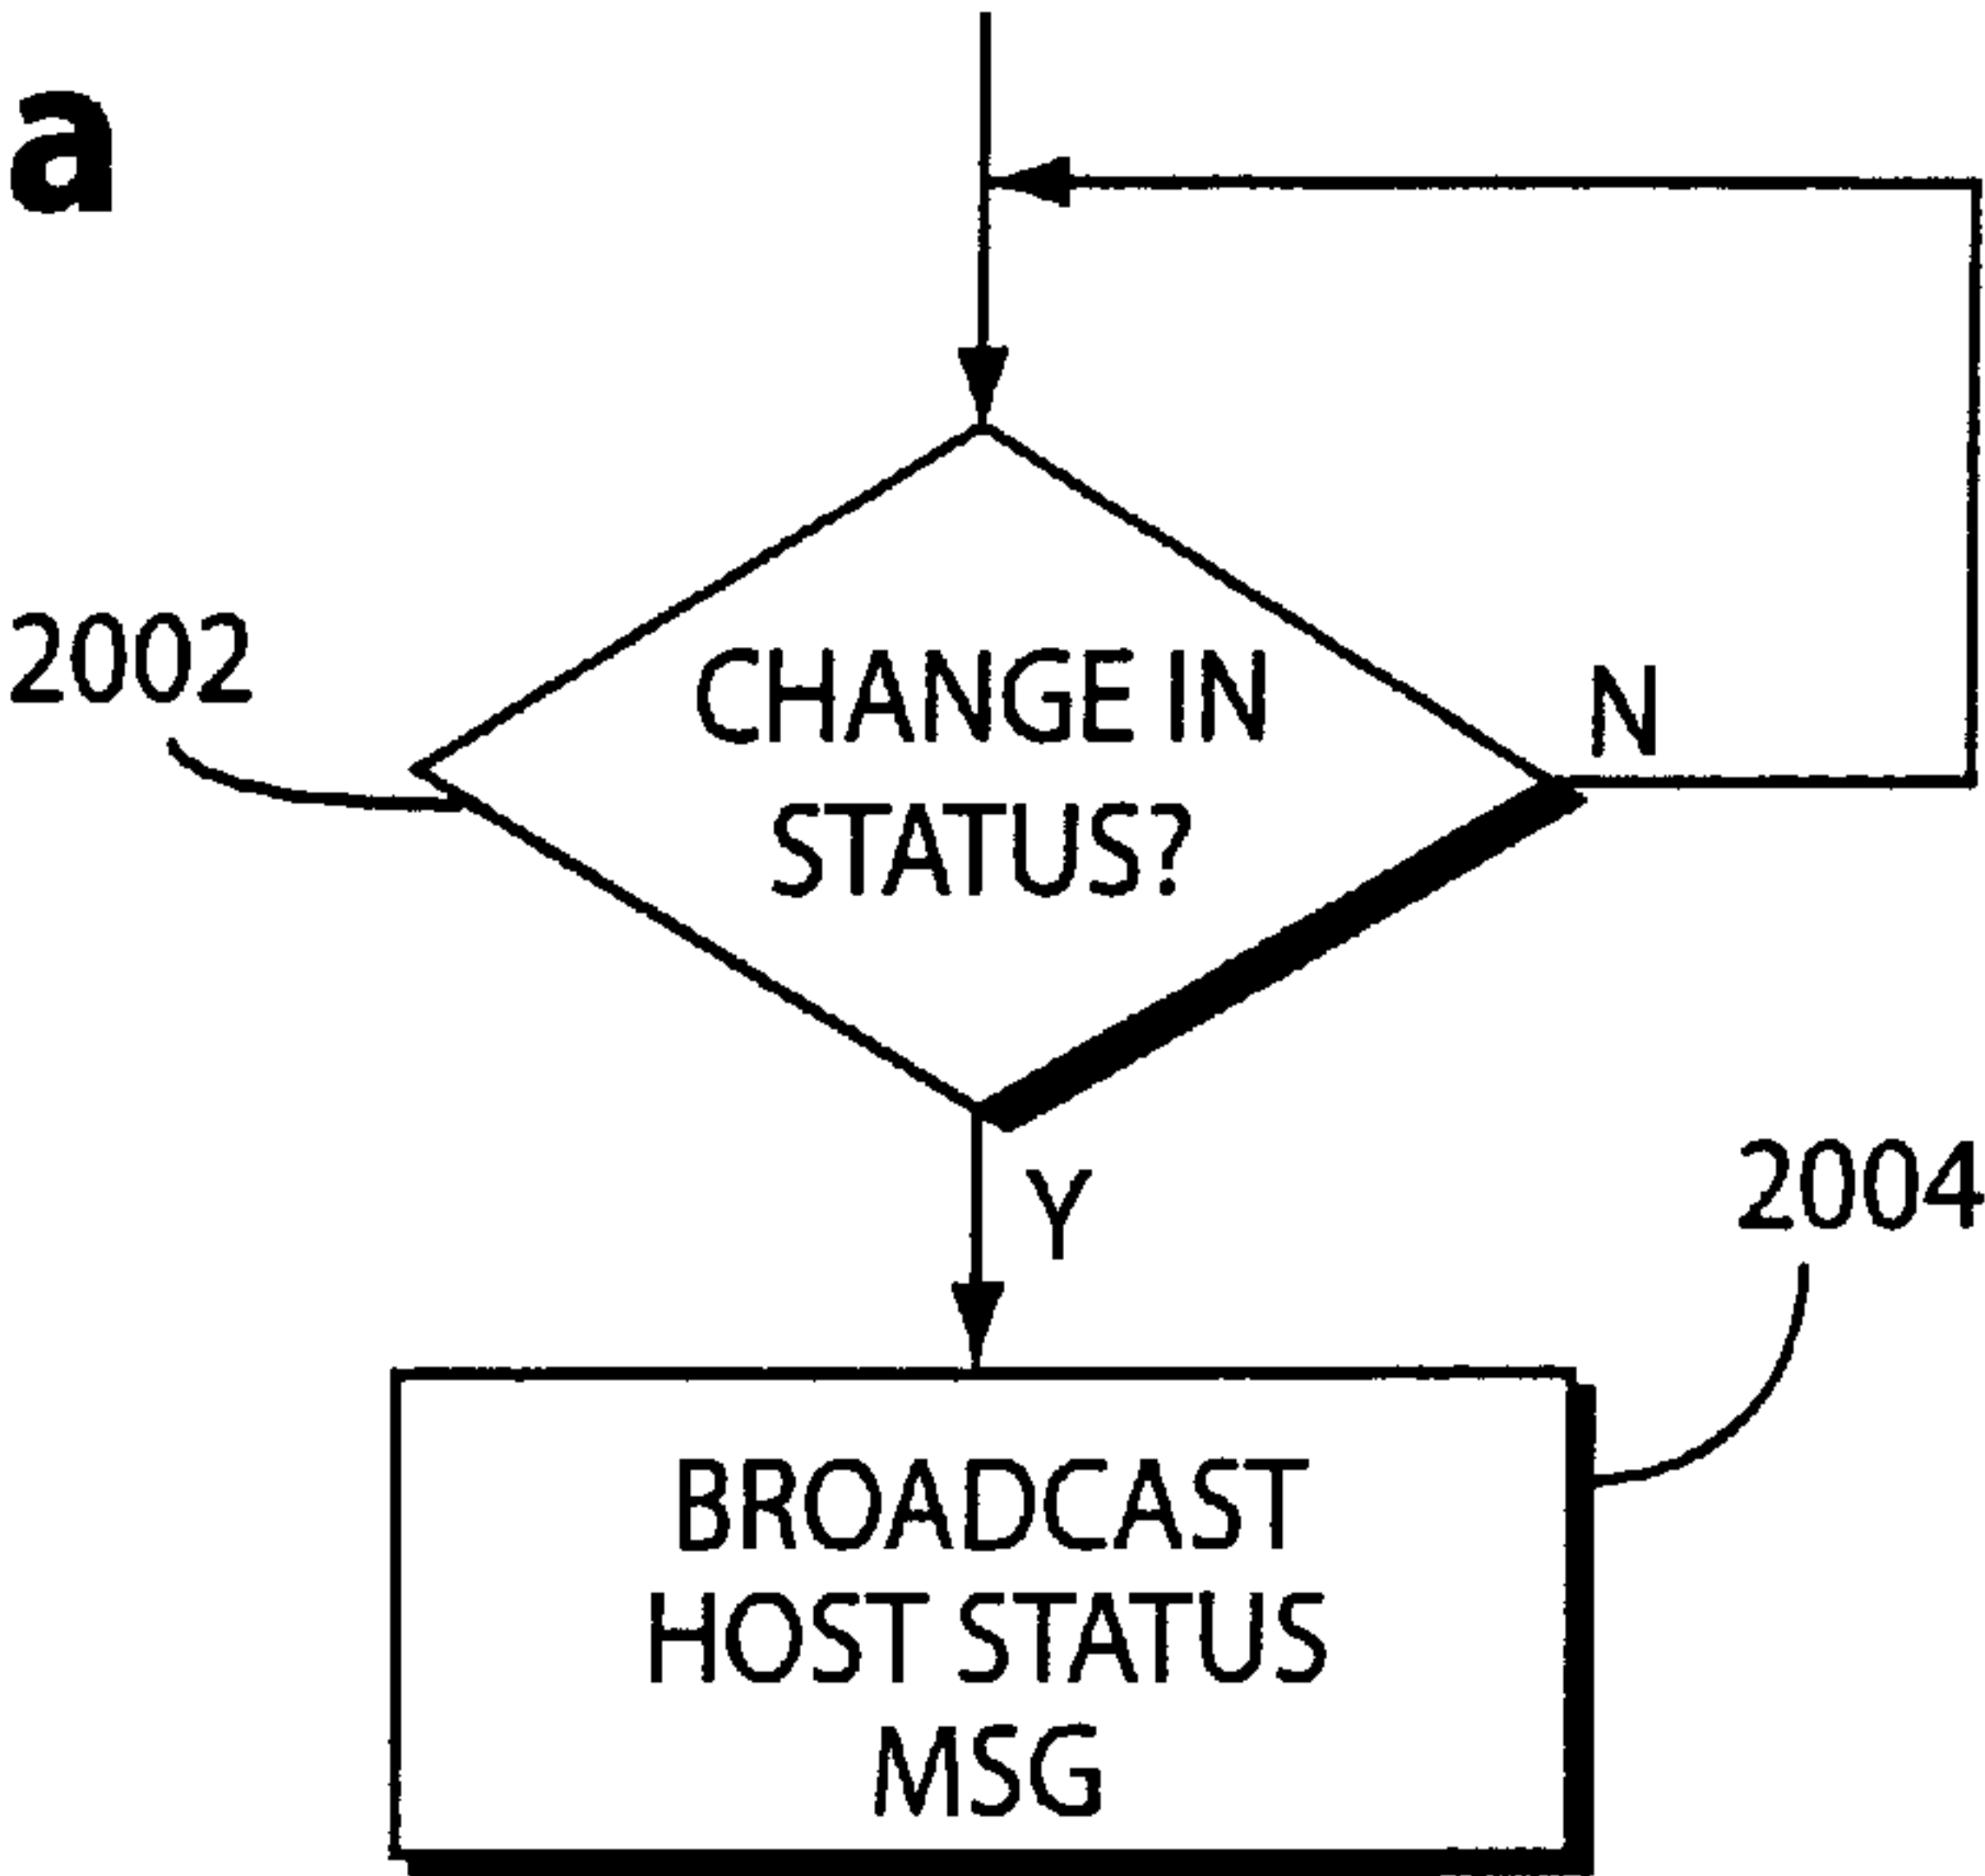 a
2002
CHANGE IN
STATUS?
N
Y
2004
BROADCAST
HOST STATUS
MSG